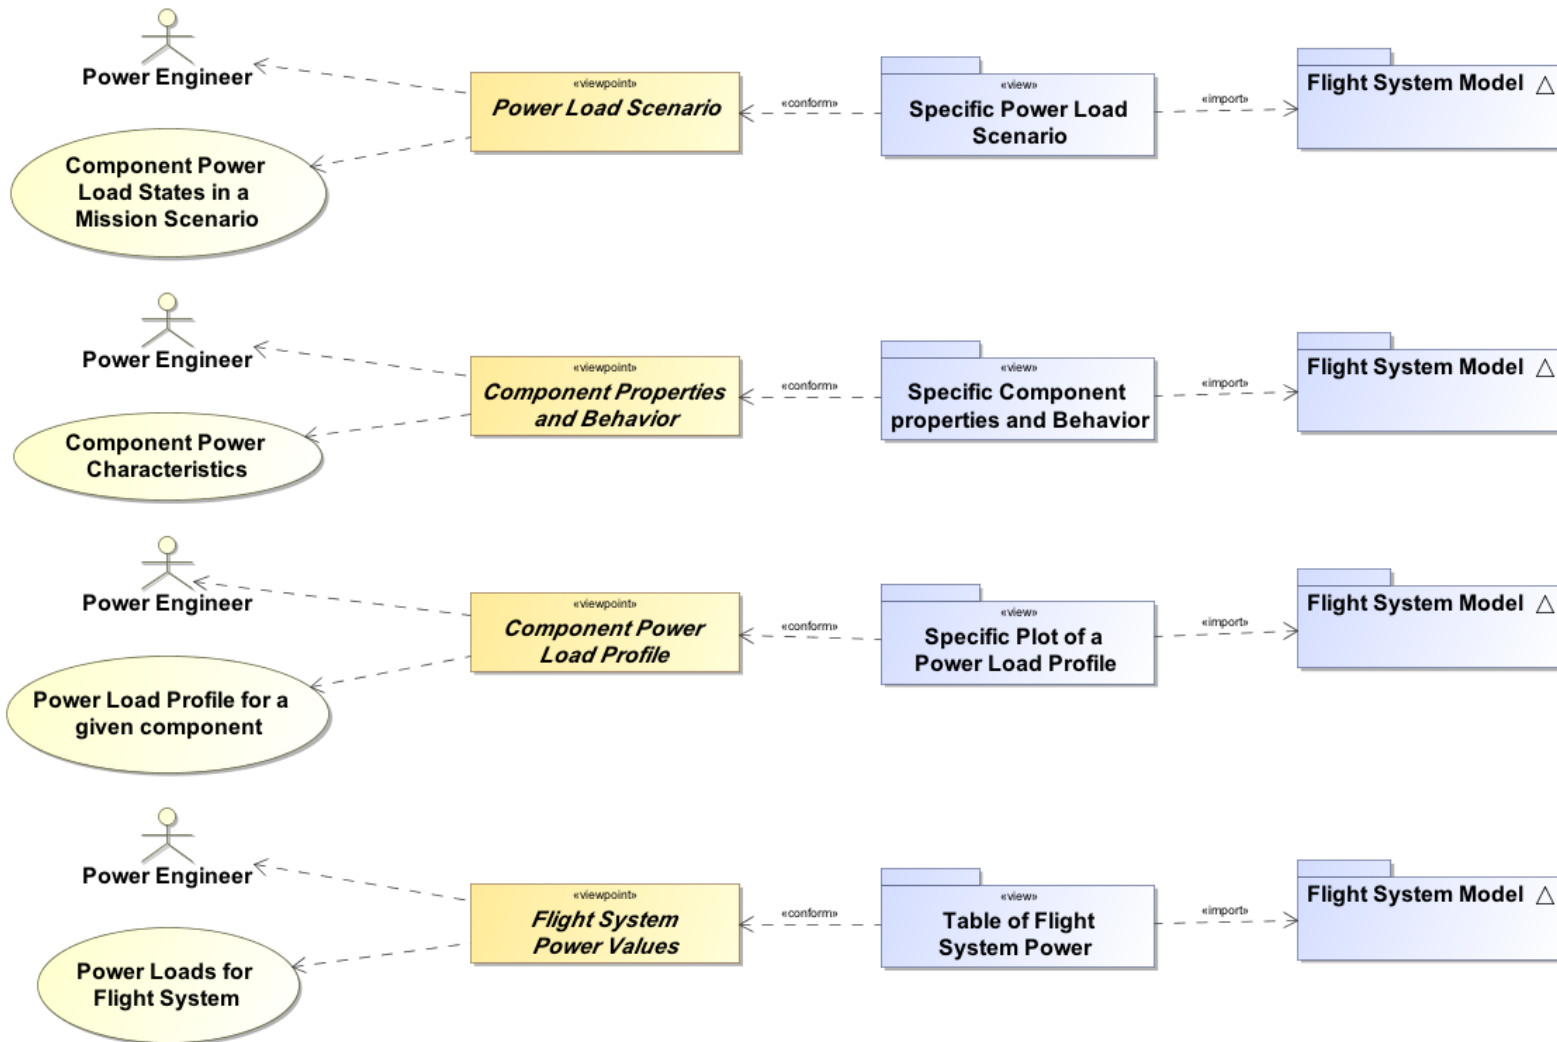 Power Engineer
«viewpoint»
Power Load Scenario
«conform»
«view»
Specific Power Load
Scenario
«import»
Flight System Model
Component Power
Load States in a
Mission Scenario
Power Engineer
«viewpoint»
Component Properties
and Behavior
«conform»
«view»
Specific Component
properties and Behavior
«import»
Flight System Model
Component Power
Characteristics
Power Engineer
«viewpoint»
Component Power
Load Profile
«conform»
«view»
Specific Plot of a
Power Load Profile
«import»
Flight System Model
Power Load Profile for a
given component
Power Engineer
«viewpoint»
Flight System
Power Values
«conform»
«view»
Table of Flight
System Power
«import»
Flight System Model
Power Loads for
Flight System